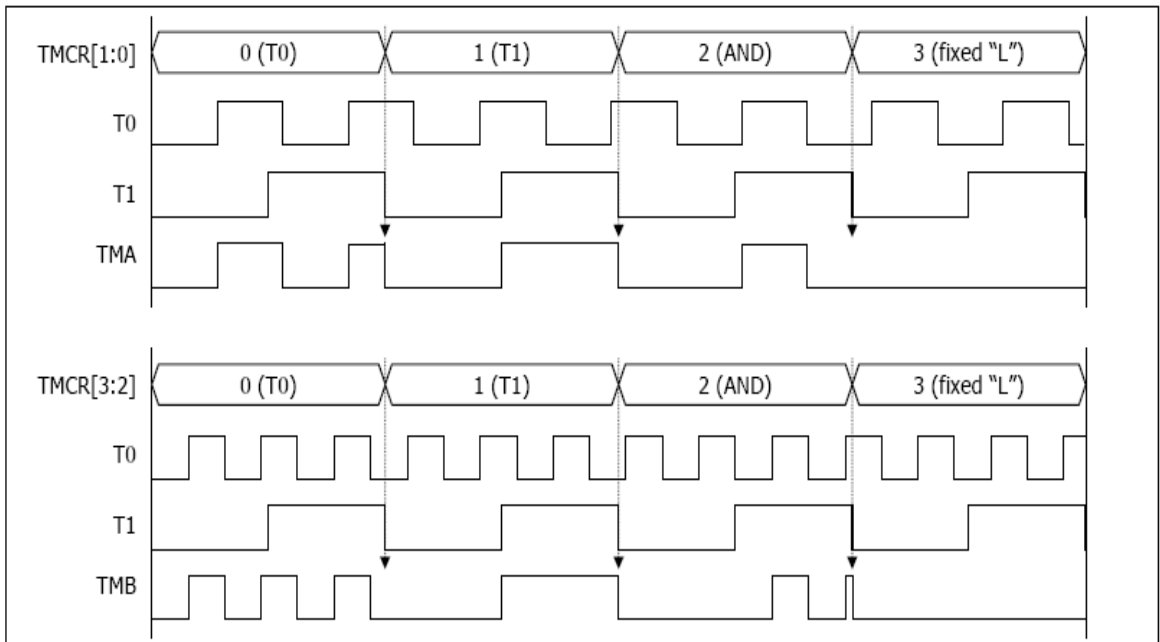 TMCR[1:0] 0 (T0) 1 (T1) 2 (AND) 3 (fixed “L”)
T0
T1
TMA
TMCR[3:2] 0 (T0) 1 (T1) 2 (AND) 3 (fixed “L”)
T0
T1
TMB